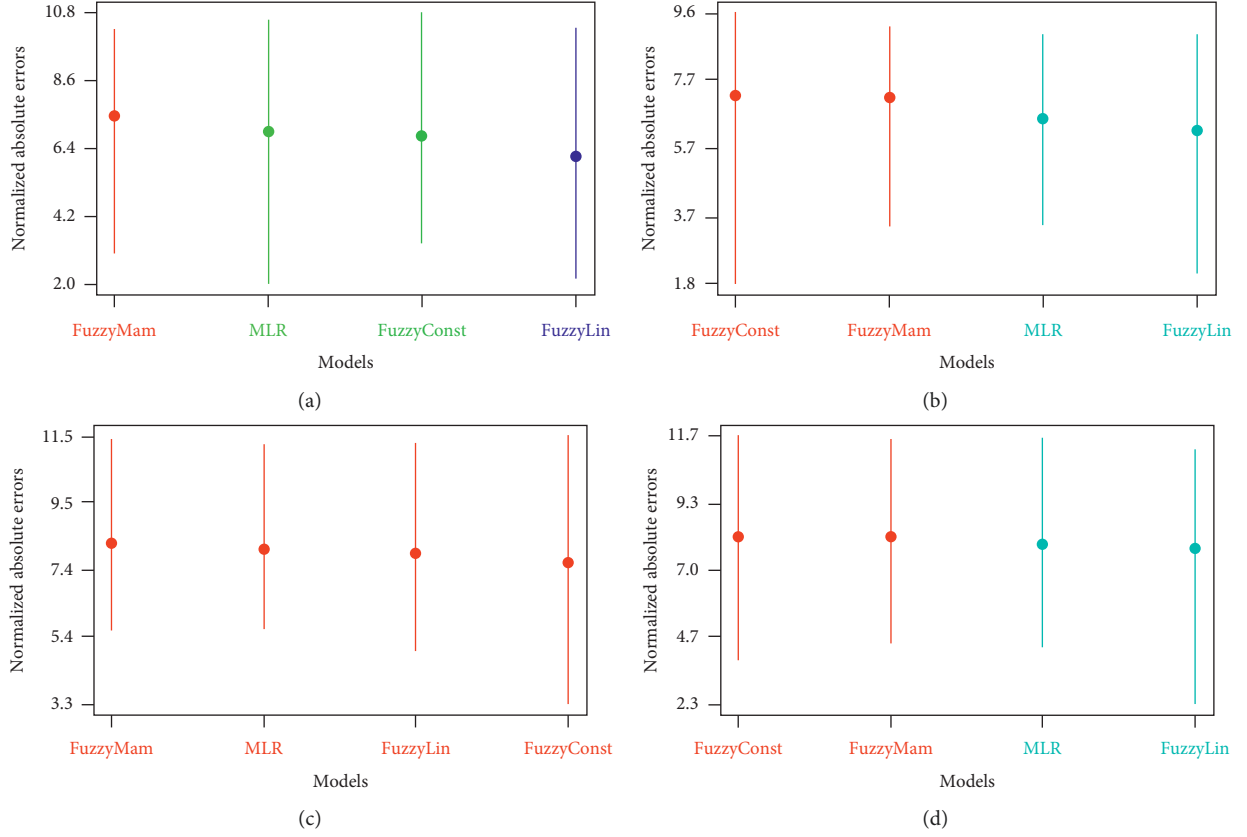 Normalized absolute errors
10.8
8.6
6.4
4.2
2.0
FuzzyMam
MLR
FuzzyConst
FuzzyLin
Models
(a)
Normalized absolute errors
9.6
7.7
5.7
3.7
1.8
FuzzyConst
FuzzyMam
MLR
FuzzyLin
Models
(b)
Normalized absolute errors
11.5
9.5
7.4
5.4
3.3
FuzzyMam
MLR
FuzzyLin
FuzzyConst
Models
(c)
Normalized absolute errors
11.7
9.3
7.0
4.7
2.3
FuzzyConst
FuzzyMam
MLR
FuzzyLin
Models
(d)